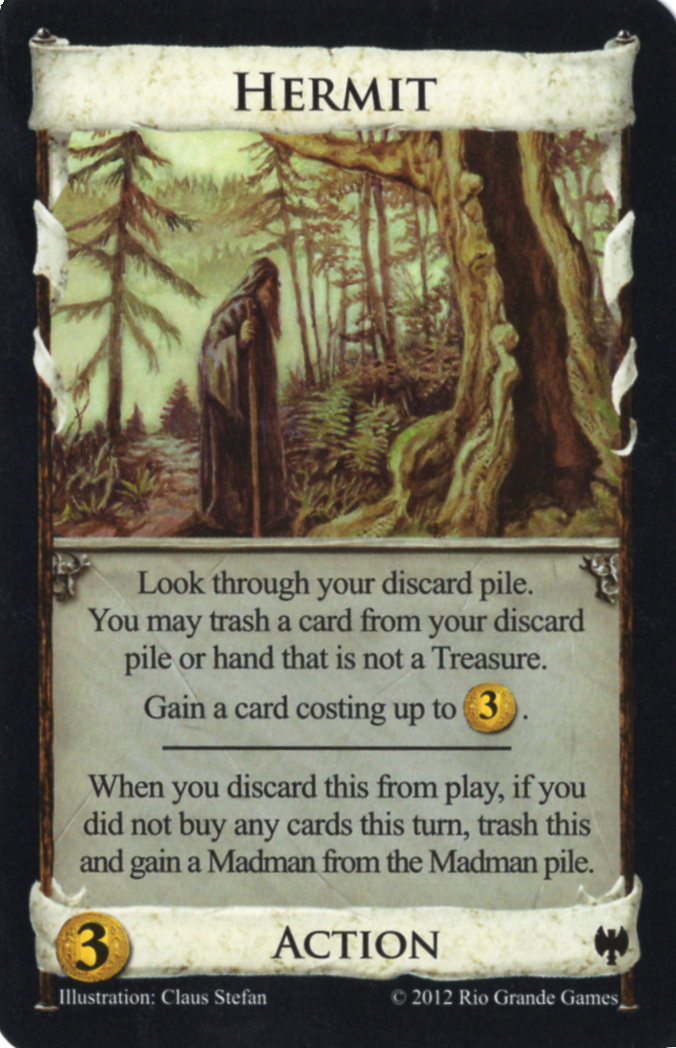 HERMIT
Look through your discard pile.
You may trash a card from your discard
pile or hand that is not a Treasure.
Gain a card costing up to 3 .
When you discard this from play, if you
did not buy any cards this turn, trash this
and gain a Madman from the Madman pile.
3 ACTION
Illustration: Claus Stefan © 2012 Rio Grande Games